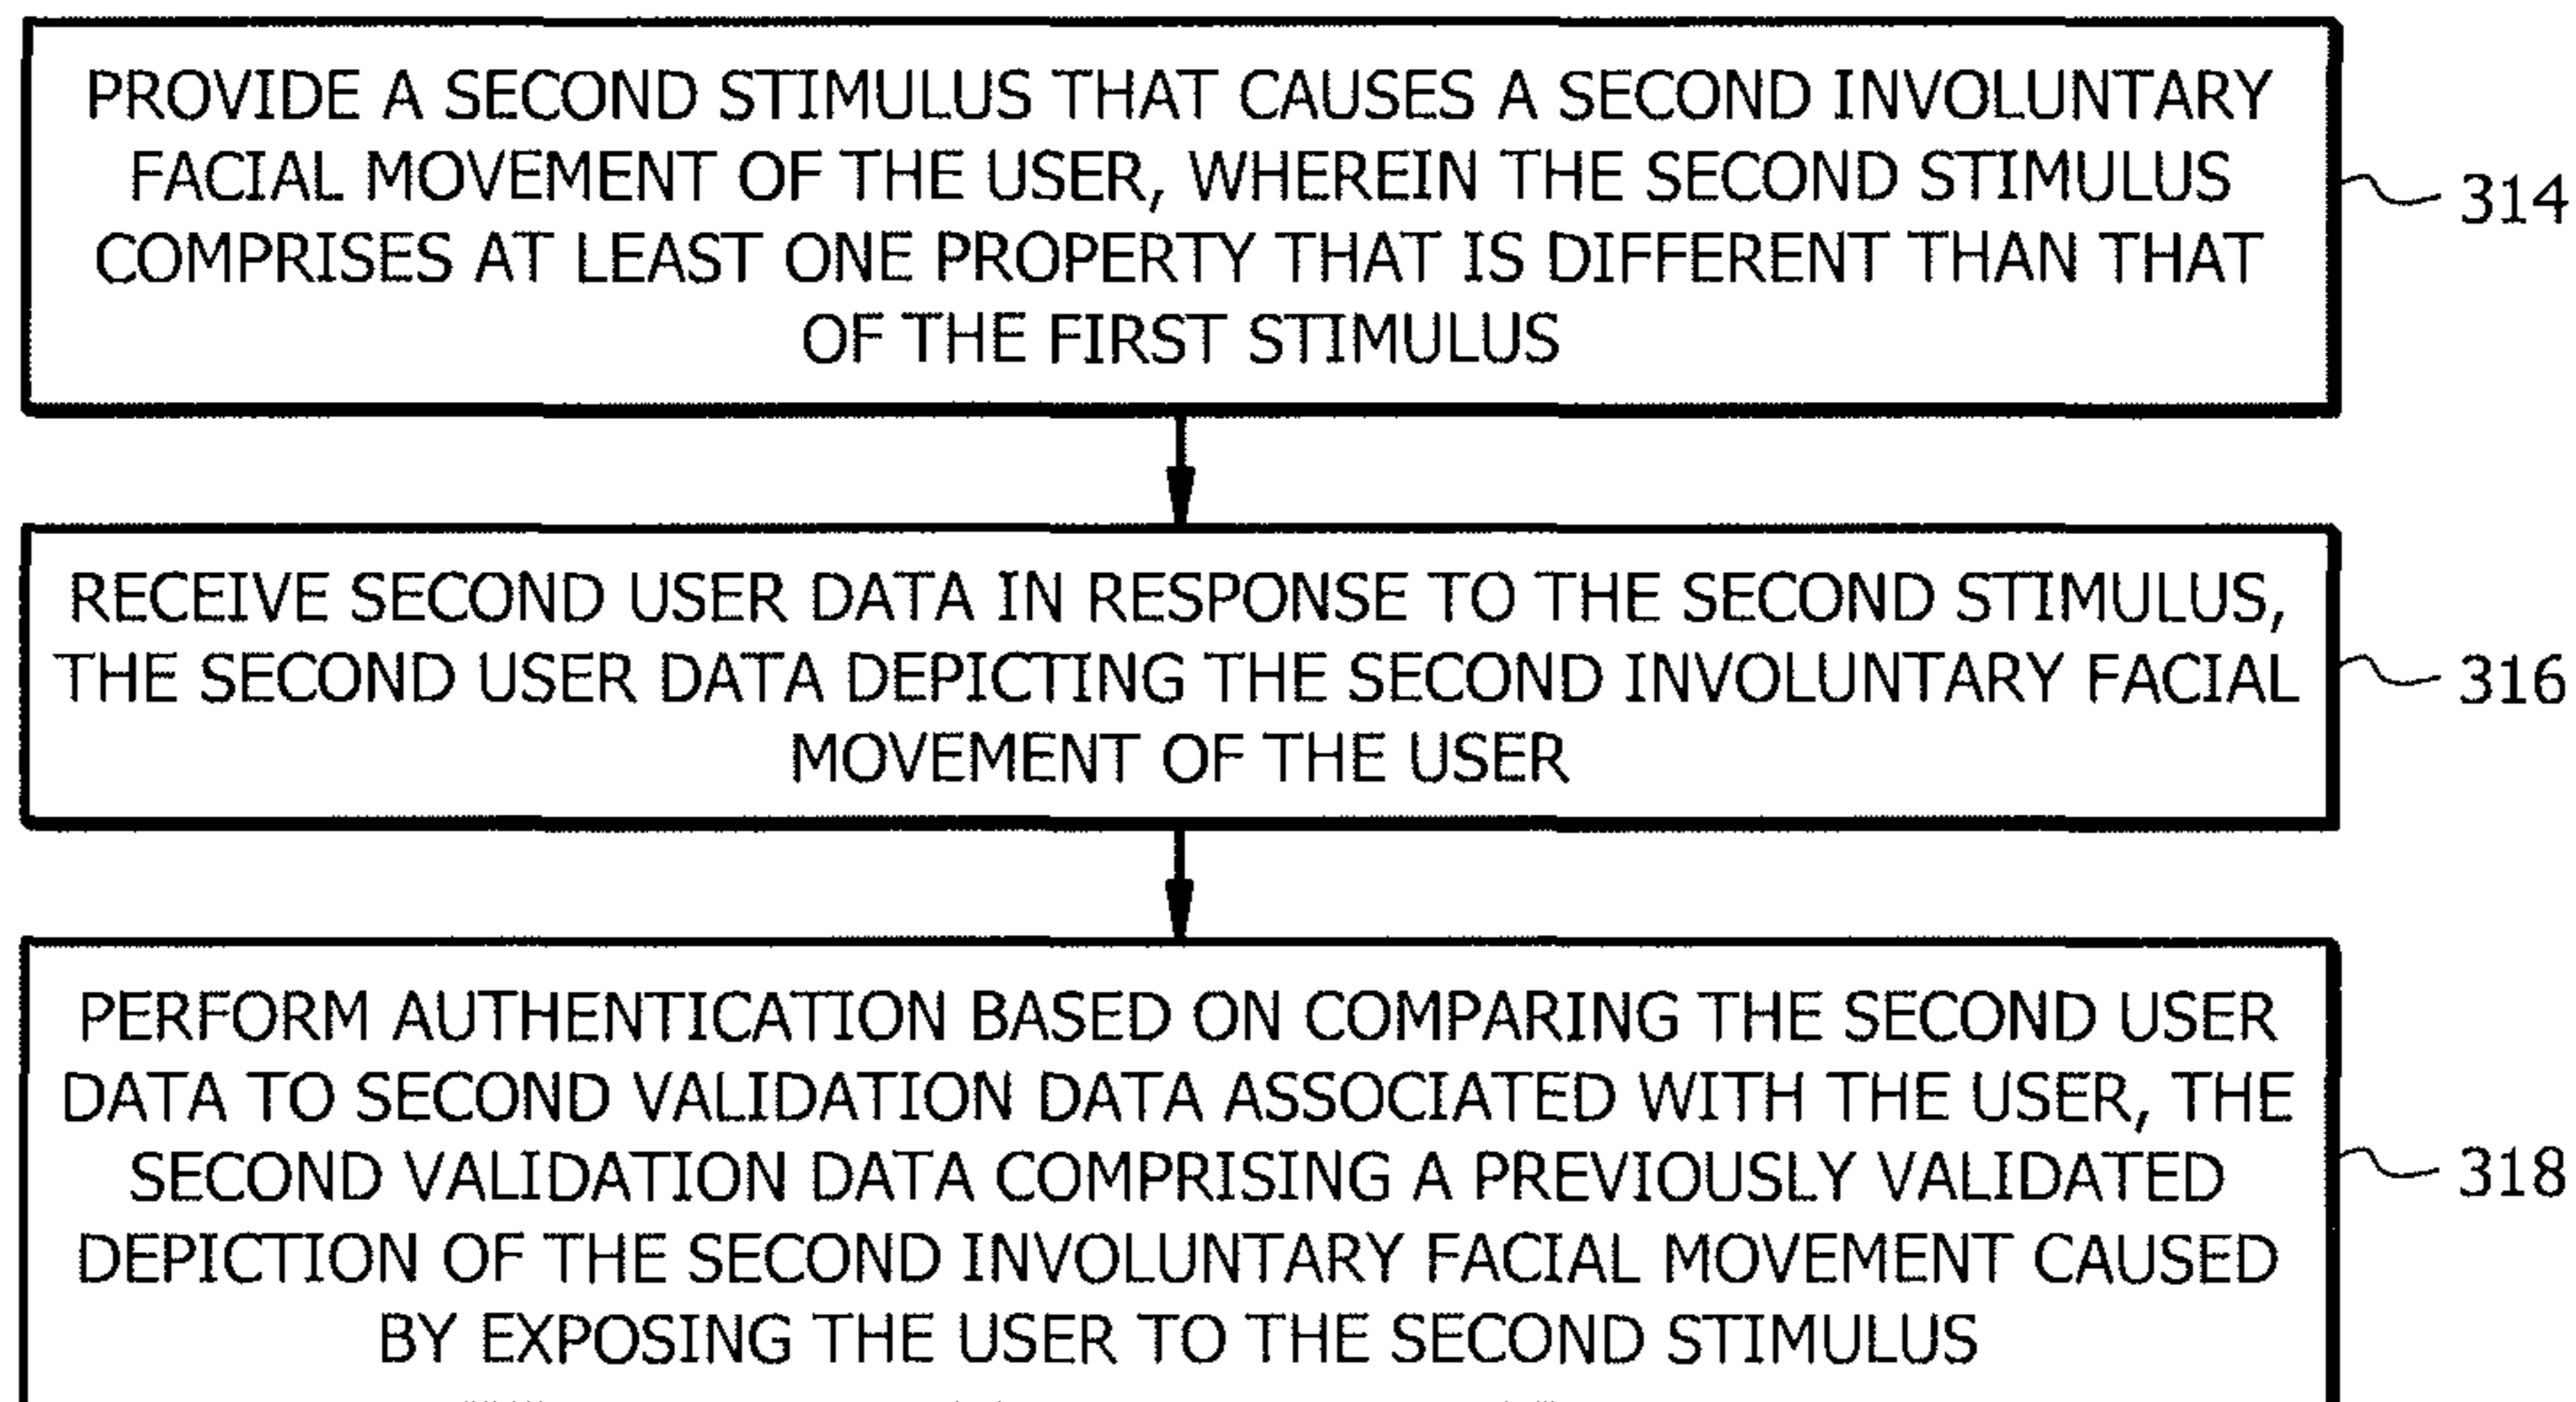 PROVIDE A SECOND STIMULUS THAT CAUSES A SECOND INVOLUNTARY
FACIAL MOVEMENT OF THE USER, WHEREIN THE SECOND STIMULUS
COMPRISES AT LEAST ONE PROPERTY THAT IS DIFFERENT THAN THAT
OF THE FIRST STIMULUS
314
RECEIVE SECOND USER DATA IN RESPONSE TO THE SECOND STIMULUS,
THE SECOND USER DATA DEPICTING THE SECOND INVOLUNTARY FACIAL
MOVEMENT OF THE USER
316
PERFORM AUTHENTICATION BASED ON COMPARING THE SECOND USER
DATA TO SECOND VALIDATION DATA ASSOCIATED WITH THE USER, THE
SECOND VALIDATION DATA COMPRISING A PREVIOUSLY VALIDATED
DEPICTION OF THE SECOND INVOLUNTARY FACIAL MOVEMENT CAUSED
BY EXPOSING THE USER TO THE SECOND STIMULUS
318